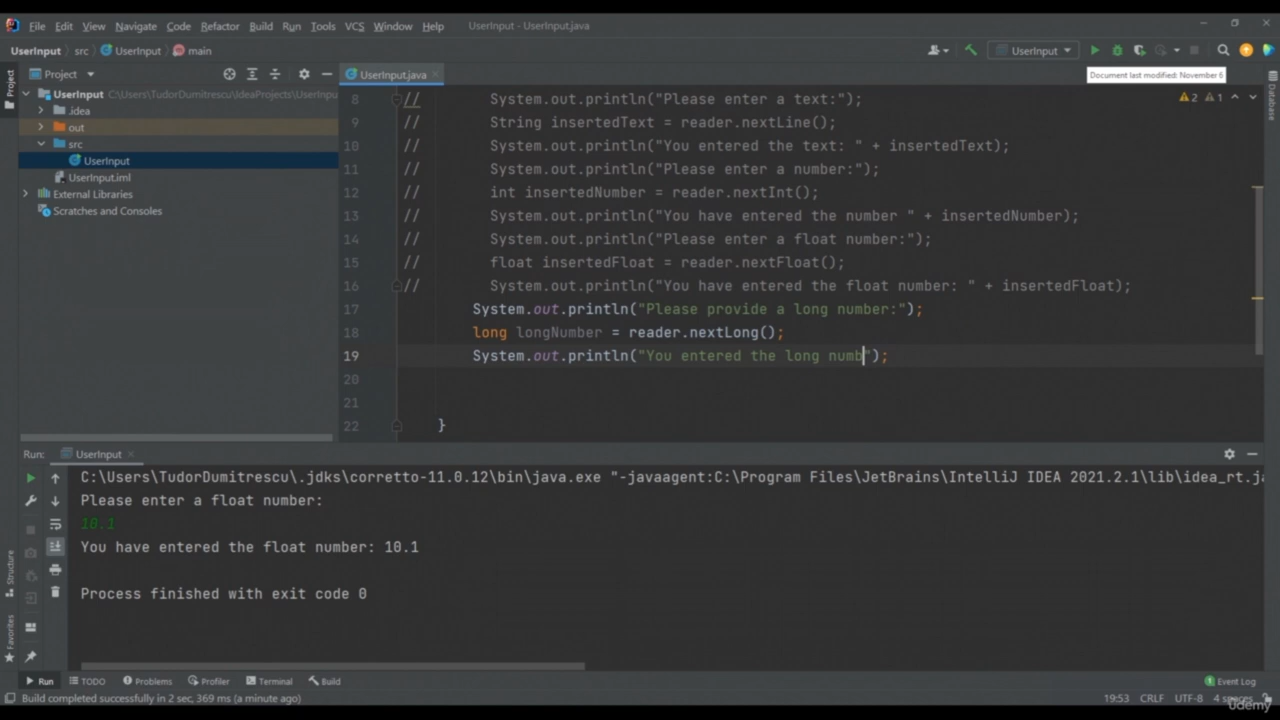 File Edit View Navigate Code Refactor Build Run Tools VCS Window Help UserInput - UserInput.java
UserInput src UserInput main UserInput
Document last modified: November 6
Project
Project
UserInput.java
UserInput C:\Users\TudorDumitrescu\IdeaProjects\UserInpu
.idea
out
src
UserInput
UserInput.iml
External Libraries
Scratches and Consoles
2 1
Database
8 // System.out.println("Please enter a text:");
9 // String insertedText = reader.nextLine();
10 // System.out.println("You entered the text: " + insertedText);
11 // System.out.println("Please enter a number:");
12 // int insertedNumber = reader.nextInt();
13 // System.out.println("You have entered the number " + insertedNumber);
14 // System.out.println("Please enter a float number:");
15 // float insertedFloat = reader.nextFloat();
16 // System.out.println("You have entered the float number: " + insertedFloat);
17 System.out.println("Please provide a long number:");
18 long longNumber = reader.nextLong();
19 System.out.println("You entered the long numb");
20
21
22 }
Run: UserInput
C:\Users\TudorDumitrescu\.jdks\corretto-11.0.12\bin\java.exe "-javaagent:C:\Program Files\JetBrains\IntelliJ IDEA 2021.2.1\lib\idea_rt.ja
Please enter a float number:
10.1
You have entered the float number: 10.1
Process finished with exit code 0
Structure
Favorites
Run TODO Problems Profiler Terminal Build 1 Event Log
Build completed successfully in 2 sec, 369 ms (a minute ago) 19:53 CRLF UTF-8 4 spaces
Udemy